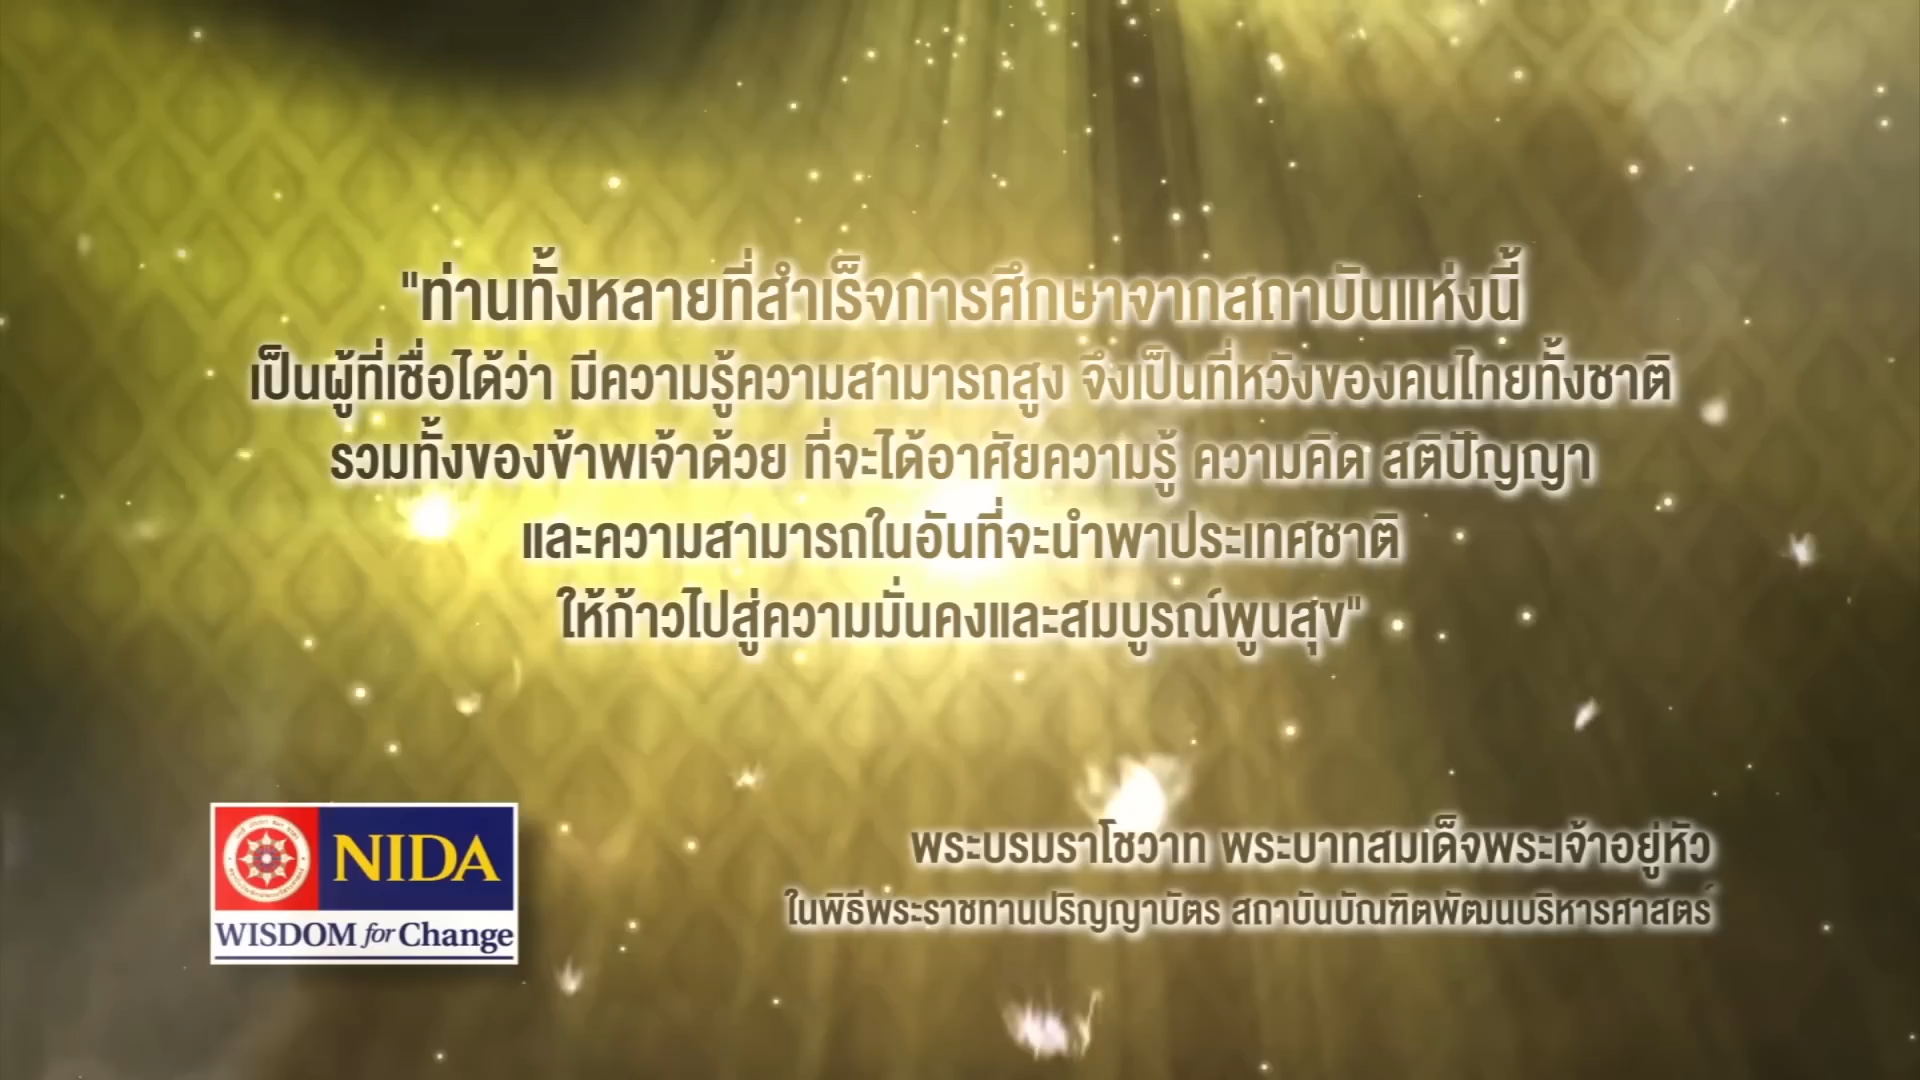 "ท่านทั้งหลายที่สำเร็จการศึกษาจากสถาบันแห่งนี้
เป็นผู้ที่เชื่อได้ว่า มีความรู้ความสามารถสูง จึงเป็นที่หวังของคนไทยทั้งชาติ
รวมทั้งของข้าพเจ้าด้วย ที่จะได้อาศัยความรู้ ความคิด สติปัญญา
และความสามารถในอันที่จะนำพาประเทศชาติ
ให้ก้าวไปสู่ความมั่นคงและสมบูรณ์พูนสุข"
พระบรมราโชวาท พระบาทสมเด็จพระเจ้าอยู่หัว
ในพิธีพระราชทานปริญญาบัตร สถาบันบัณฑิตพัฒนบริหารศาสตร์
NIDA
WISDOM for Change